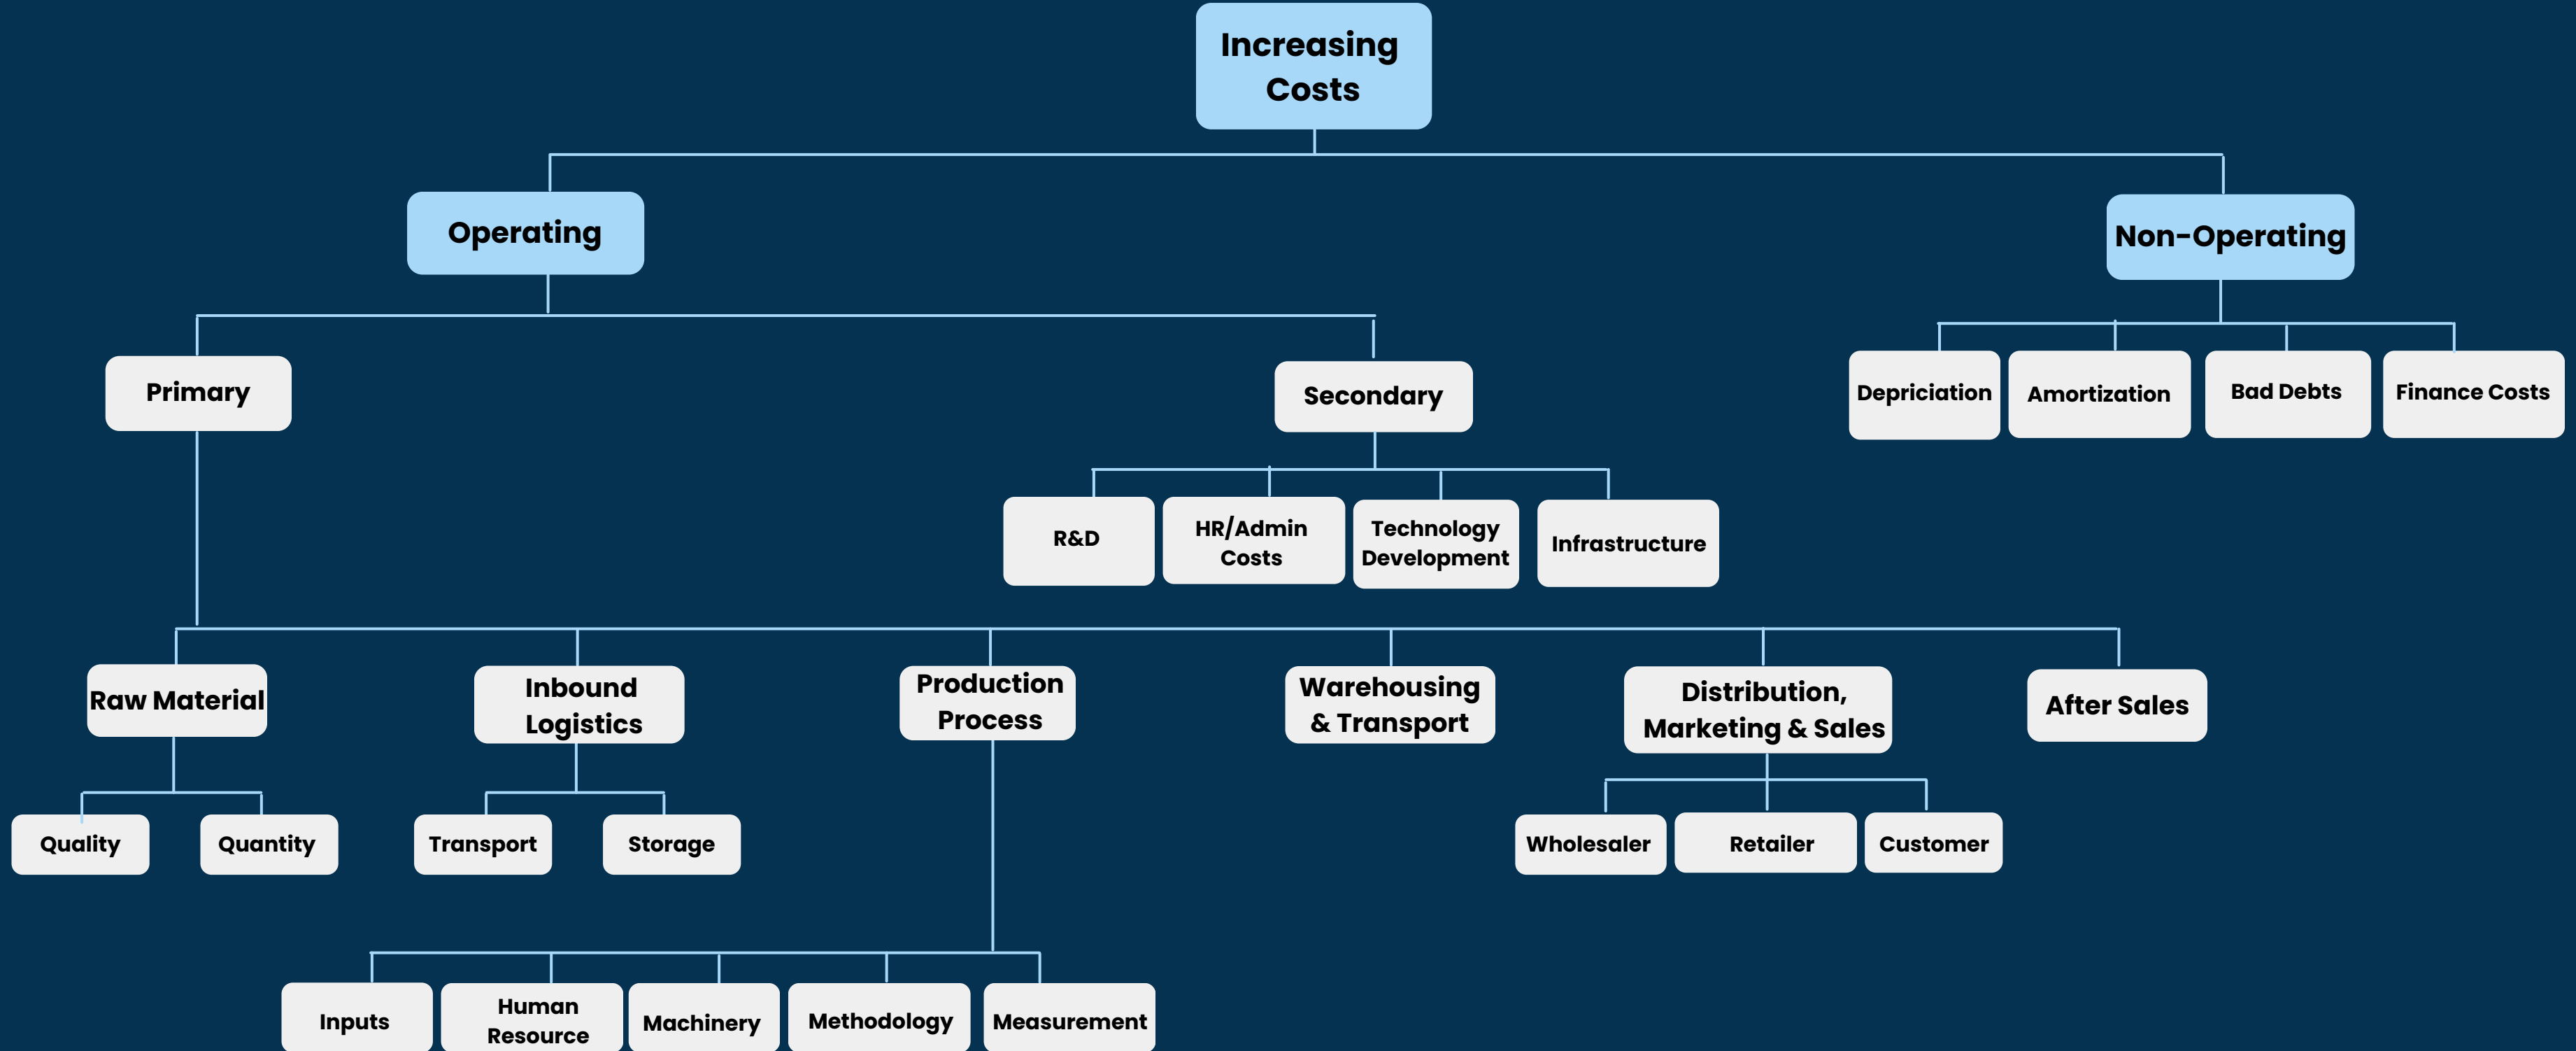 Increasing
Costs
Operating
Non-Operating
Primary
Secondary
Depriciation
Amortization
Bad Debts
Finance Costs
R&D
HR/Admin
Costs
Technology
Development
Infrastructure
Raw Material
Inbound
Logistics
Production
Process
Warehousing
& Transport
Distribution,
Marketing & Sales
After Sales
Quality
Quantity
Transport
Storage
Wholesaler
Retailer
Customer
Inputs
Human
Resource
Machinery
Methodology
Measurement